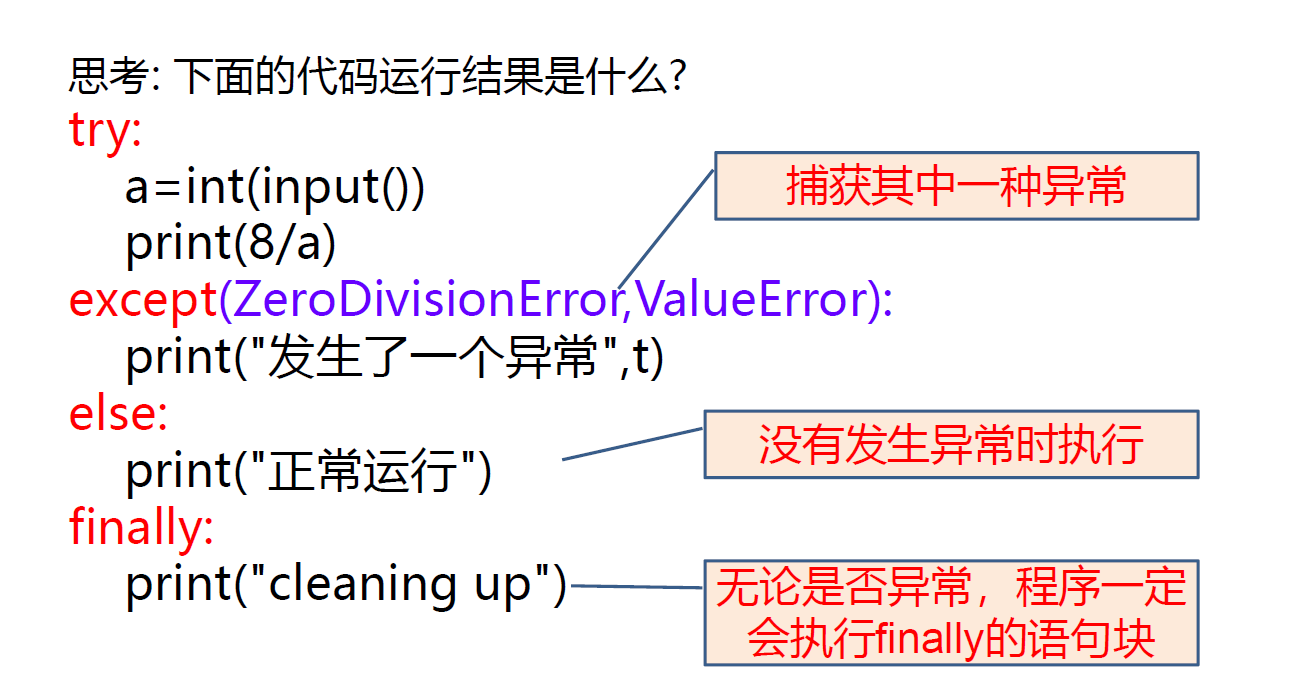 思考: 下面的代码运行结果是什么?
try:
a=int(input())
print(8/a)
捕获其中一种异常
except(ZeroDivisionError,ValueError):
print("发生了一个异常",t)
else:
没有发生异常时执行
print("正常运行")
finally:
print("cleaning up")
无论是否异常，程序一定
会执行finally的语句块